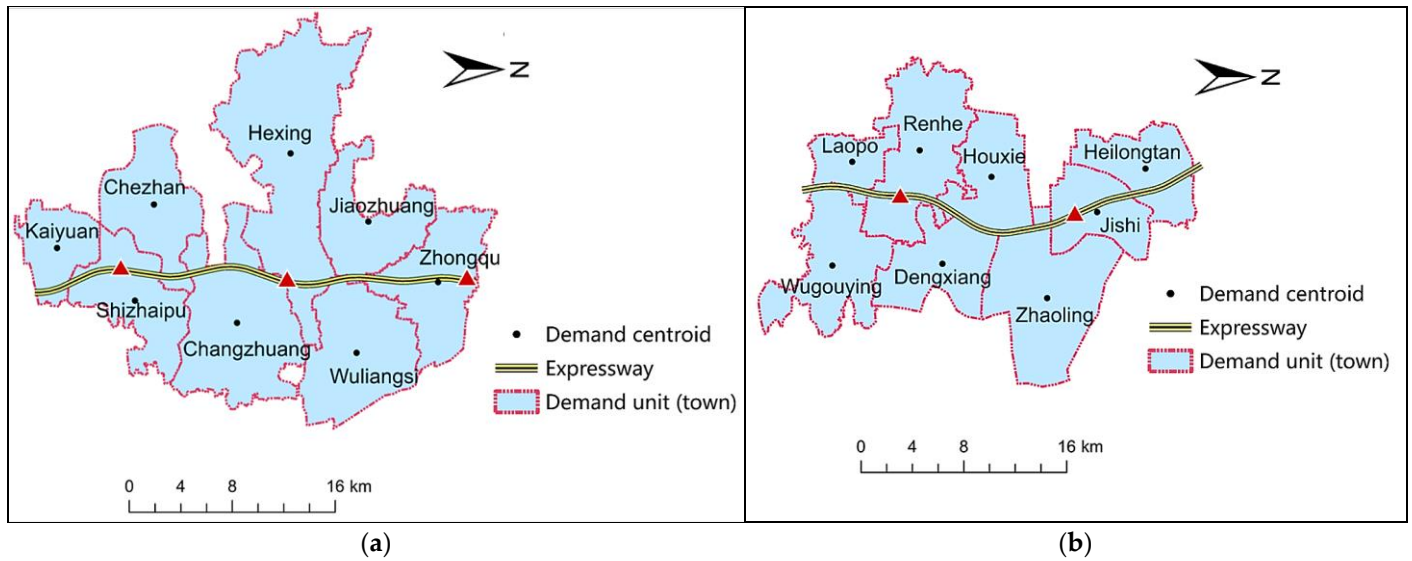 N
Hexing
Chezhan
Jiaozhuang
Kaiyuan
Zhongqu
Shizhaipu
Changzhuang
Wuliangsi
Demand centroid
Expressway
Demand unit (town)
0 4 8 16 km
(a)
N
Renhe
Laopo
Houxie
Heilongtan
Jishi
Dengxiang
Wugouying
Zhaoling
Demand centroid
Expressway
Demand unit (town)
0 4 8 16 km
(b)